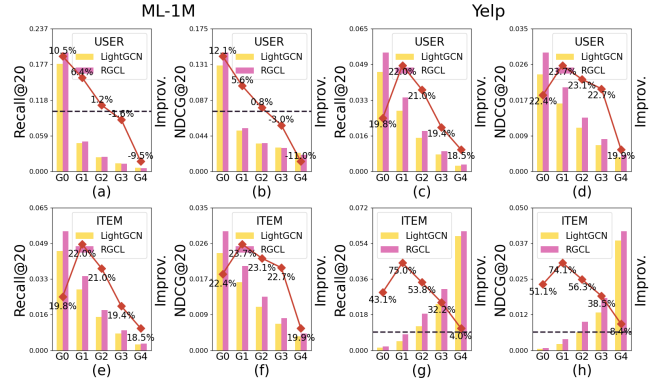 ML-1M
Yelp
Recall@20
0.237
0.177
0.118
0.059
0.000
USER
LightGCN
RGCL
10.5%
6.4%
1.2%
-1.6%
-9.5%
G0 G1 G2 G3 G4
Improv.
(a)
NDCG@20
0.175
0.131
0.087
0.044
0.000
USER
LightGCN
RGCL
12.1%
5.6%
0.8%
-3.0%
-11.0%
G0 G1 G2 G3 G4
Improv.
(b)
Recall@20
0.065
0.049
0.033
0.016
0.000
USER
LightGCN
RGCL
19.8%
22.0%
21.0%
19.4%
18.5%
G0 G1 G2 G3 G4
Improv.
(c)
NDCG@20
0.035
0.026
0.017
0.009
0.000
USER
LightGCN
RGCL
22.4%
23.7%
23.1%
22.7%
19.9%
G0 G1 G2 G3 G4
Improv.
(d)
Recall@20
0.065
0.049
0.033
0.016
0.000
ITEM
LightGCN
RGCL
19.8%
22.0%
21.0%
19.4%
18.5%
G0 G1 G2 G3 G4
Improv.
(e)
NDCG@20
0.035
0.026
0.017
0.009
0.000
ITEM
LightGCN
RGCL
22.4%
23.7%
23.1%
22.7%
19.9%
G0 G1 G2 G3 G4
Improv.
(f)
Recall@20
0.072
0.054
0.036
0.018
0.000
ITEM
LightGCN
RGCL
43.1%
75.0%
53.8%
32.2%
4.0%
G0 G1 G2 G3 G4
Improv.
(g)
NDCG@20
0.050
0.037
0.025
0.012
0.000
ITEM
LightGCN
RGCL
51.1%
74.1%
56.3%
38.5%
8.4%
G0 G1 G2 G3 G4
Improv.
(h)